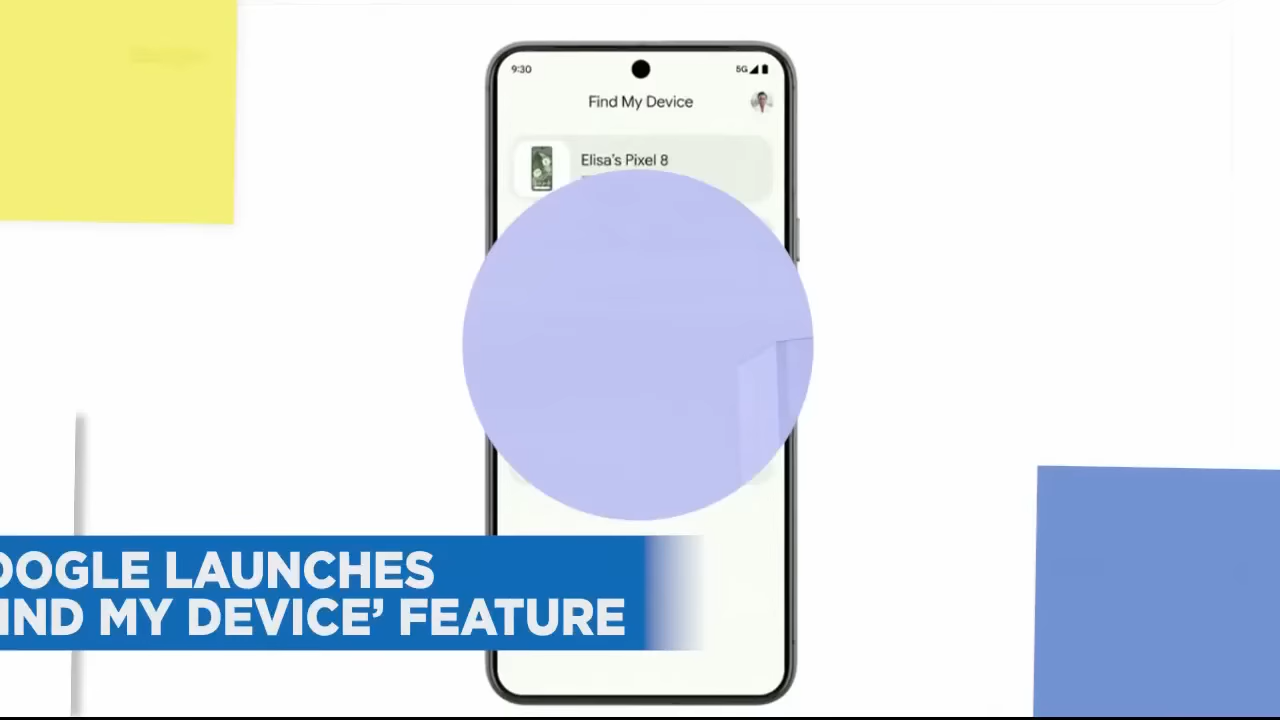 9:30
5G
Find My Device
Elisa's Pixel 8
OOGLE LAUNCHES
IND MY DEVICE’ FEATURE